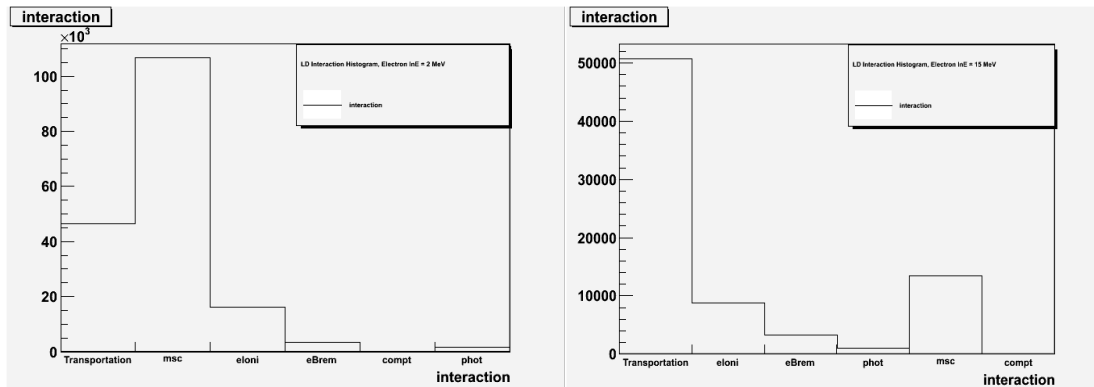 interaction
×10³
100
80
60
40
20
0
LD Interaction Histogram, Electron InE = 2 MeV
interaction
Transportation msc eIoni eBrem compt phot
interaction
interaction
50000
40000
30000
20000
10000
0
LD Interaction Histogram, Electron InE = 15 MeV
interaction
Transportation eIoni eBrem phot msc compt
interaction